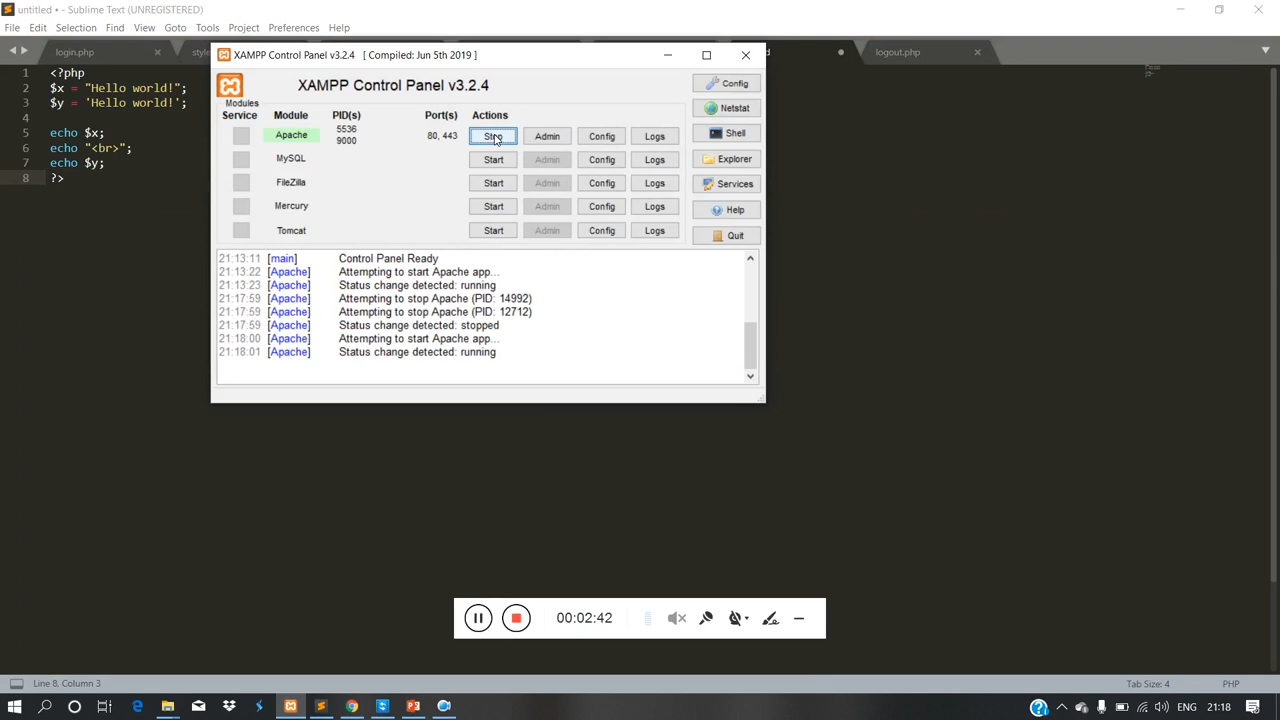 untitled • - Sublime Text (UNREGISTERED)
File Edit Selection Find View Goto Tools Project Preferences Help
login.php
style
logout.php
1 <?php
2 $x = "Hello world!";
3 $y = 'Hello world!';
4
5 echo $x;
6 echo "<br>";
7 echo $y;
8 ?>
XAMPP Control Panel v3.2.4 [ Compiled: Jun 5th 2019 ]
XAMPP Control Panel v3.2.4
Config
Modules
Service Module PID(s) Port(s) Actions
Netstat
Apache 5536 9000 80, 443 Stop Admin Config Logs
Shell
MySQL Start Admin Config Logs
Explorer
FileZilla Start Admin Config Logs
Services
Mercury Start Admin Config Logs
Help
Tomcat Start Admin Config Logs
Quit
21:13:11 [main] Control Panel Ready
21:13:22 [Apache] Attempting to start Apache app...
21:13:23 [Apache] Status change detected: running
21:17:59 [Apache] Attempting to stop Apache (PID: 14992)
21:17:59 [Apache] Attempting to stop Apache (PID: 12712)
21:17:59 [Apache] Status change detected: stopped
21:18:00 [Apache] Attempting to start Apache app...
21:18:01 [Apache] Status change detected: running
00:02:42
Line 8, Column 3
Tab Size: 4 PHP
ENG 21:18